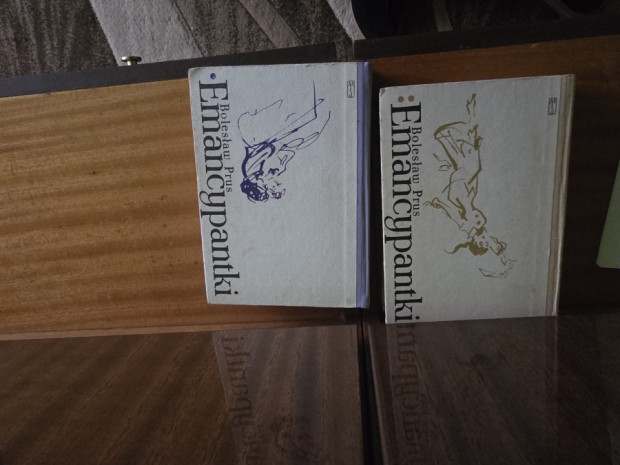 Bolesław Prus
• Emancypantki
Bolesław Prus
: Emancypantki